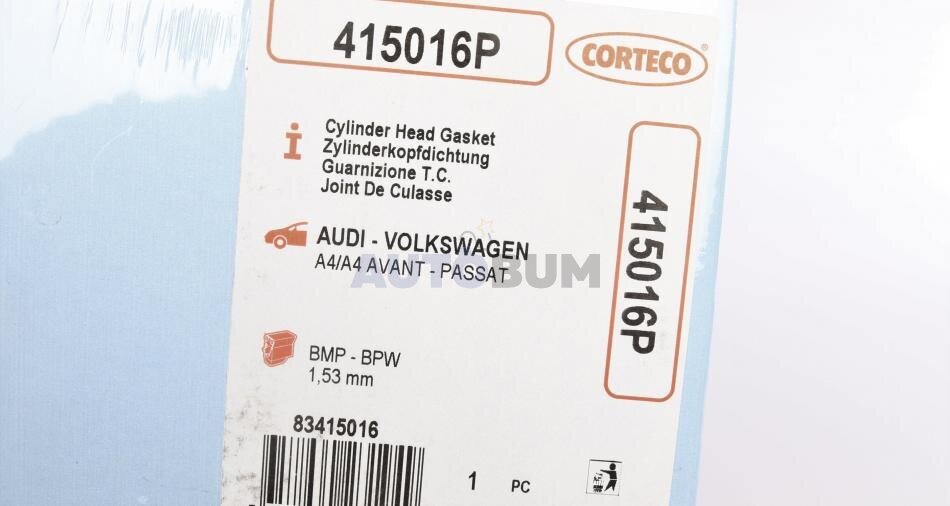 415016P
CORTECO®
Cylinder Head Gasket
Zylinderkopfdichtung
Guarnizione T.C.
Joint De Culasse
415016P
AUDI - VOLKSWAGEN
A4/A4 AVANT - PASSAT
AUTOBUM
BMP - BPW
1,53 mm
83415016
1 PC